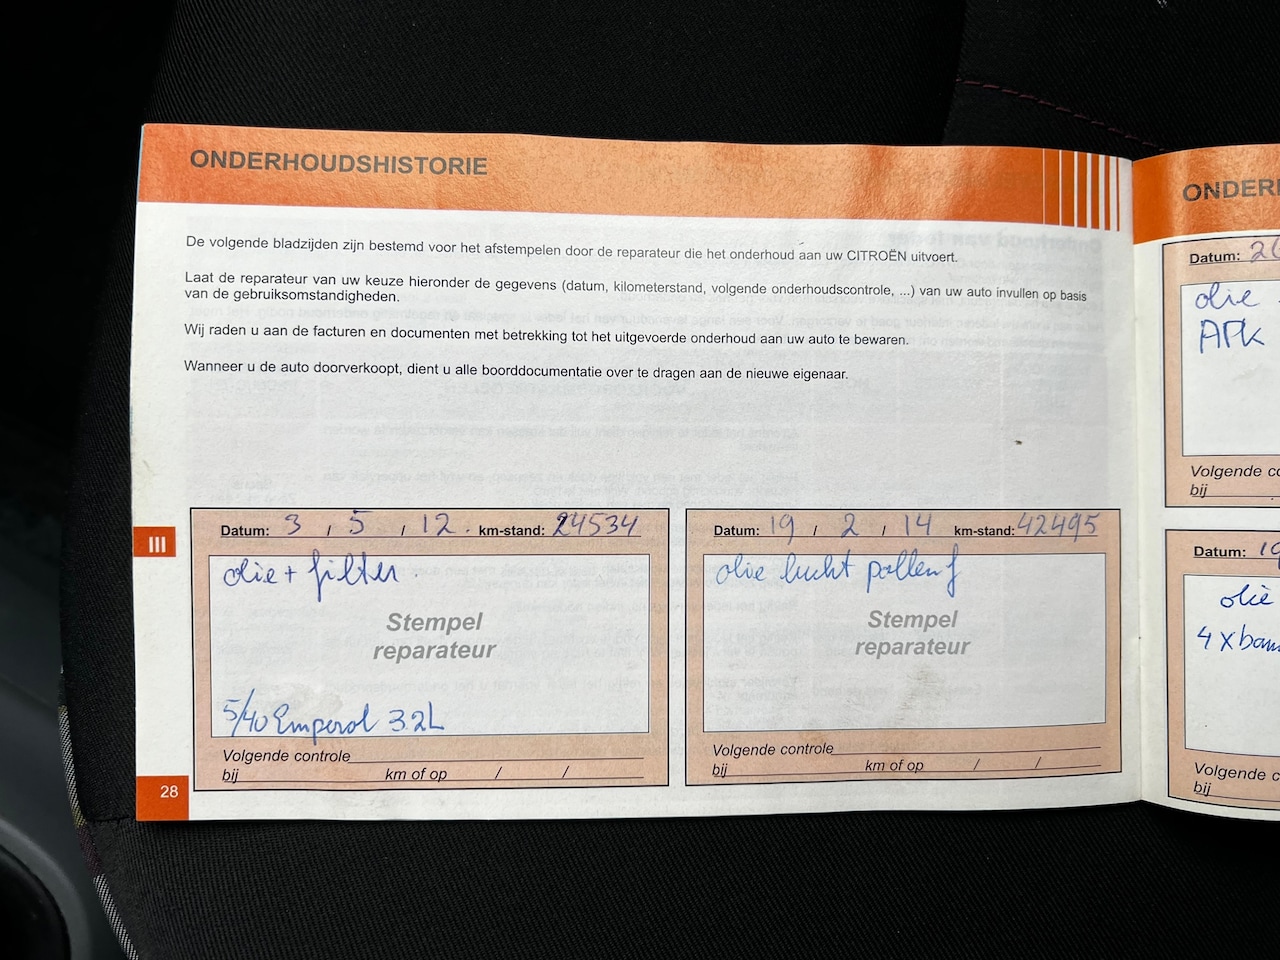 ONDERHOUDSHISTORIE
De volgende bladzijden zijn bestemd voor het afstempelen door de reparateur die het onderhoud aan uw CITROËN uitvoert.
Laat de reparateur van uw keuze hieronder de gegevens (datum, kilometerstand, volgende onderhoudscontrole, ...) van uw auto invullen op basis
van de gebruiksomstandigheden.
Wij raden u aan de facturen en documenten met betrekking tot het uitgevoerde onderhoud aan uw auto te bewaren.
Wanneer u de auto doorverkoopt, dient u alle boorddocumentatie over te dragen aan de nieuwe eigenaar.
III
Datum: 3 / 5 / 12 km-stand: 24534
olie + filter
Stempel
reparateur
5/40 Emperol 3.2L
Volgende controle
bij km of op / /
Datum: 19 / 2 / 14 km-stand: 42495
olie lucht pollen f
Stempel
reparateur
Volgende controle
bij km of op / /
28
ONDER
Datum: 2
olie
APK
Volgende co
bij
Datum: 19
olie
4 x
Volgende c
bij